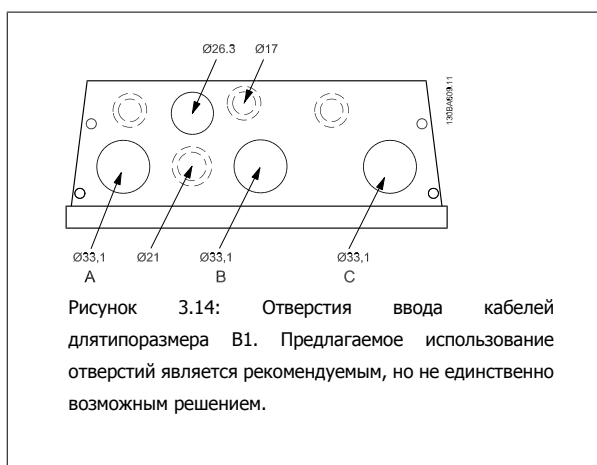 Ø26.3 Ø17
130BA609.11
Ø33,1 Ø21 Ø33,1 Ø33,1
A B C
Рисунок 3.14: Отверстия ввода кабелей
длятипоразмера B1. Предлагаемое использование
отверстий является рекомендуемым, но не единственно
возможным решением.